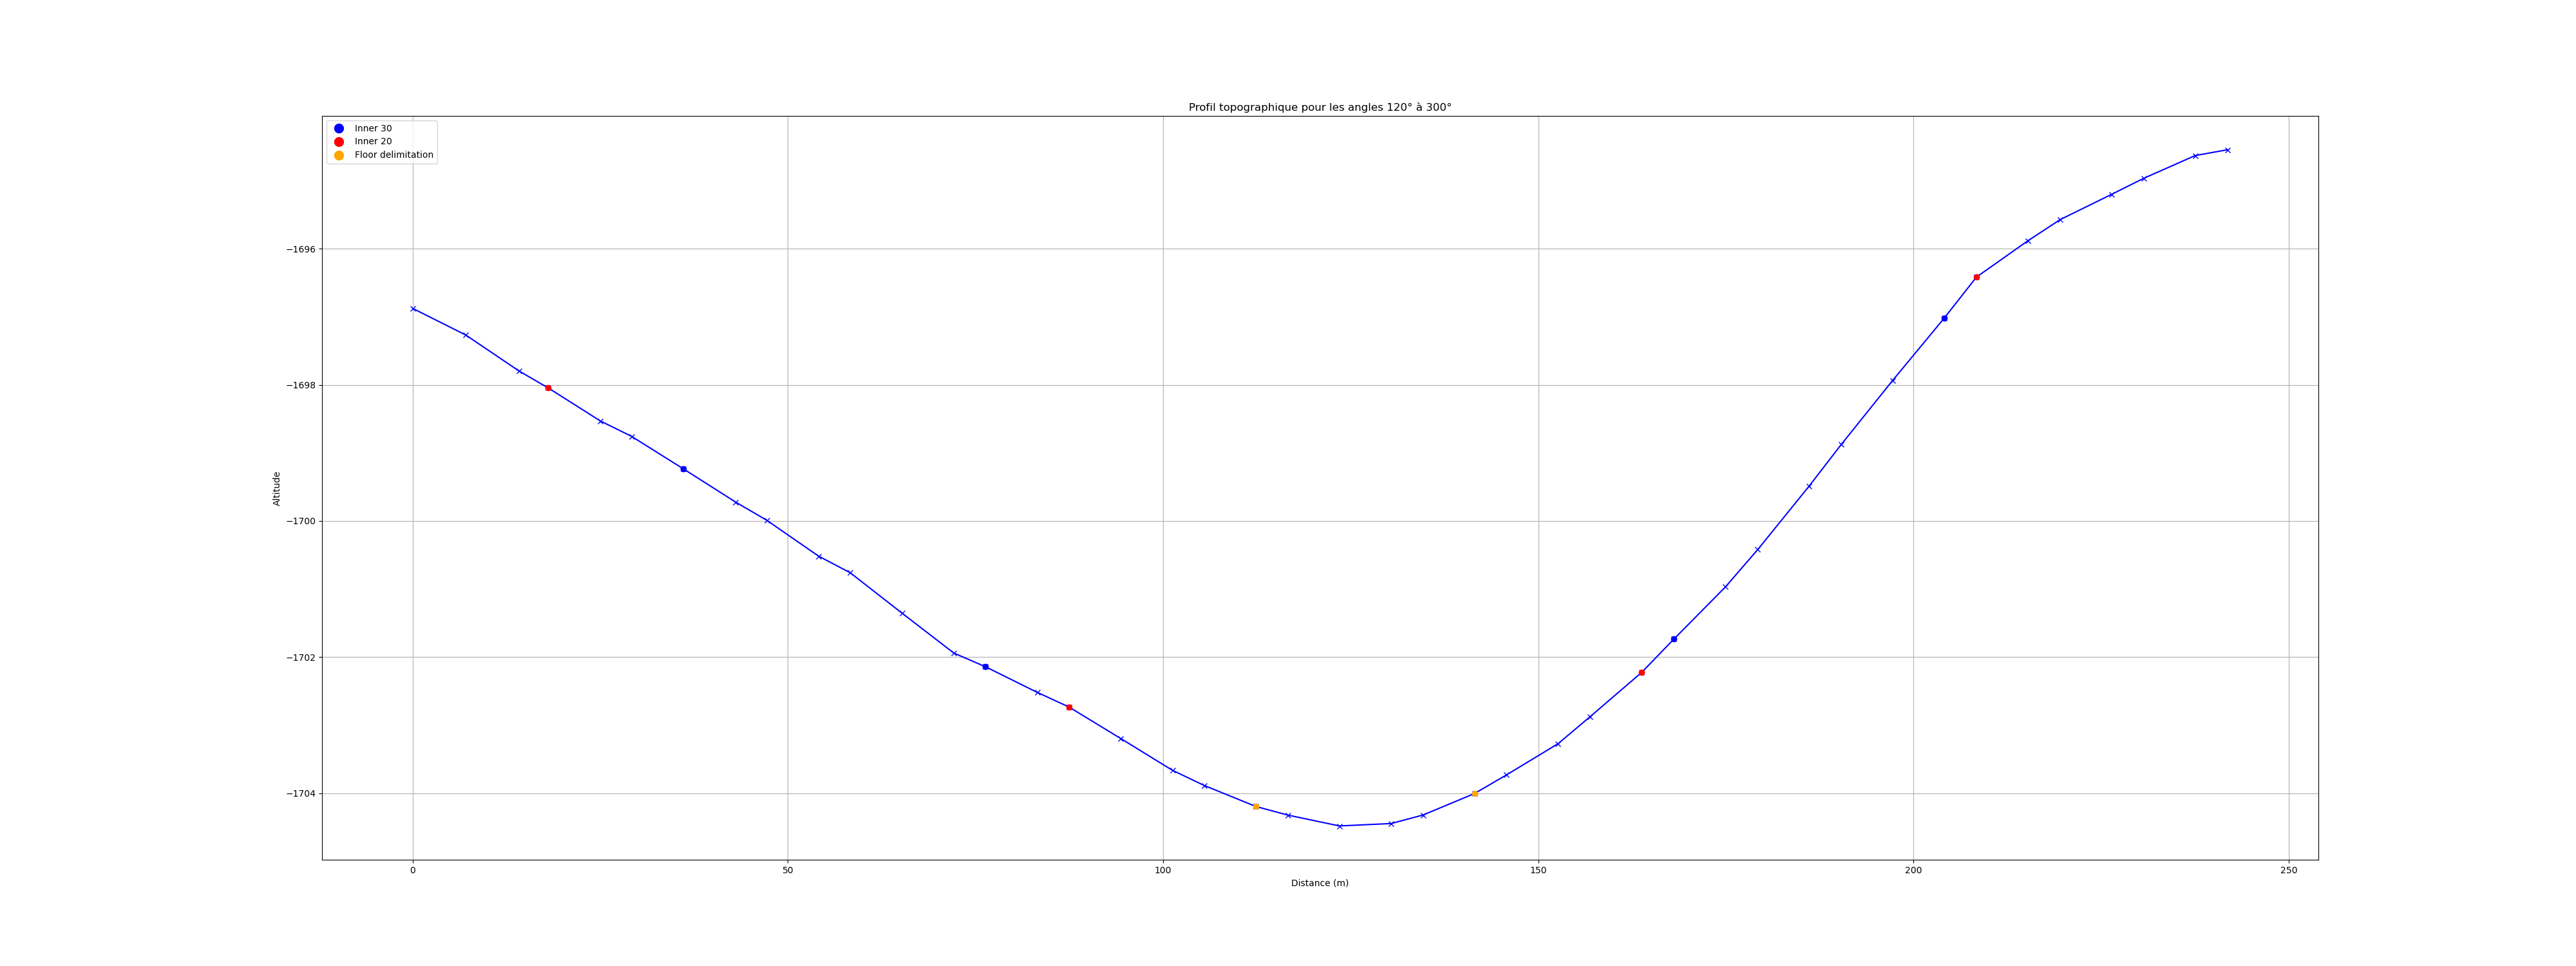 Profil topographique pour les angles 120° à 300°
Inner 30
Inner 20
Floor delimitation
−1696
−1698
−1700
−1702
−1704
Altitude
0 50 100 150 200 250
Distance (m)